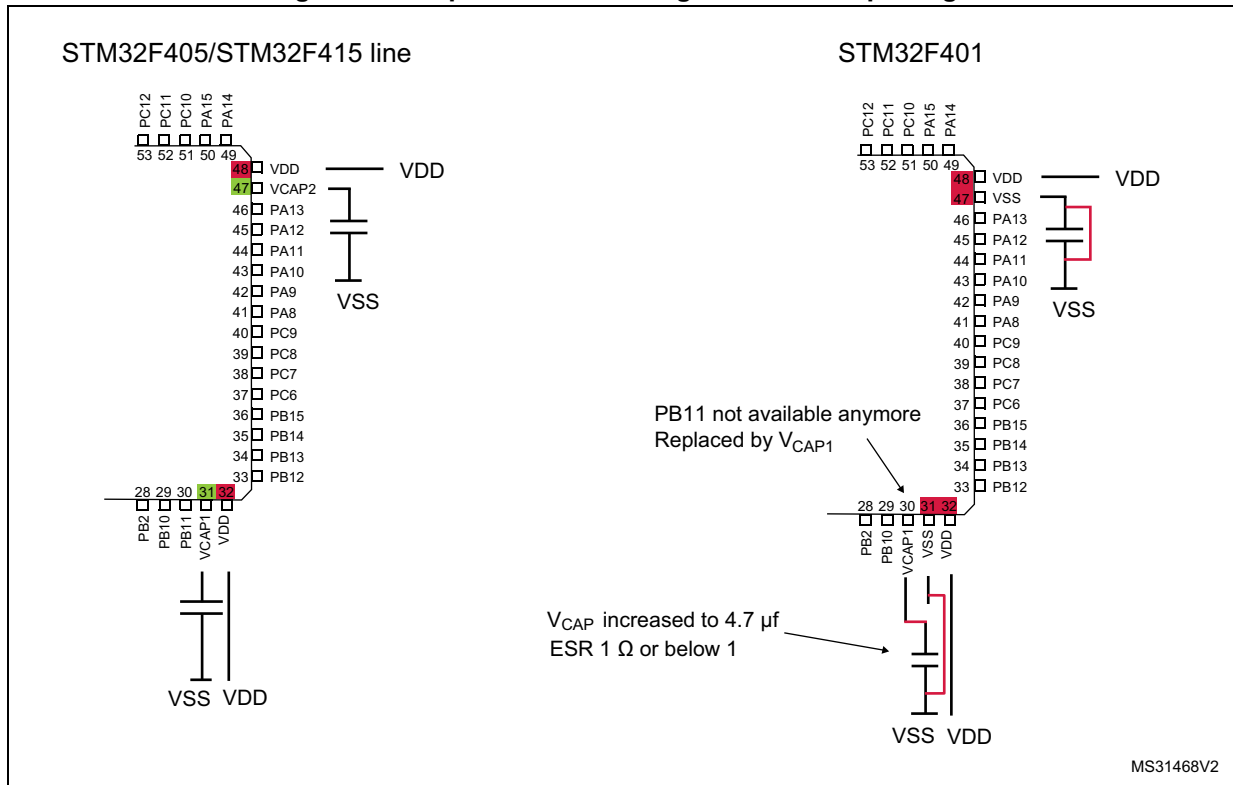 STM32F405/STM32F415 line
PC12
PC11
PC10
PA15
PA14
53 52 51 50 49
48 VDD
VDD
47 VCAP2
46 PA13
45 PA12
44 PA11
43 PA10
42 PA9
41 PA8
40 PC9
39 PC8
38 PC7
37 PC6
36 PB15
35 PB14
34 PB13
33 PB12
VSS
28 29 30 31 32
PB2
PB10
PB11
VCAP1
VDD
VSS VDD
STM32F401
PC12
PC11
PC10
PA15
PA14
53 52 51 50 49
48 VDD
VDD
47 VSS
46 PA13
45 PA12
44 PA11
43 PA10
42 PA9
41 PA8
40 PC9
39 PC8
38 PC7
37 PC6
36 PB15
35 PB14
34 PB13
33 PB12
VSS
PB11 not available anymore
Replaced by VCAP1
28 29 30 31 32
PB2
PB10
VCAP1
VSS
VDD
VCAP increased to 4.7 µf
ESR 1 Ω or below 1
VSS VDD
MS31468V2